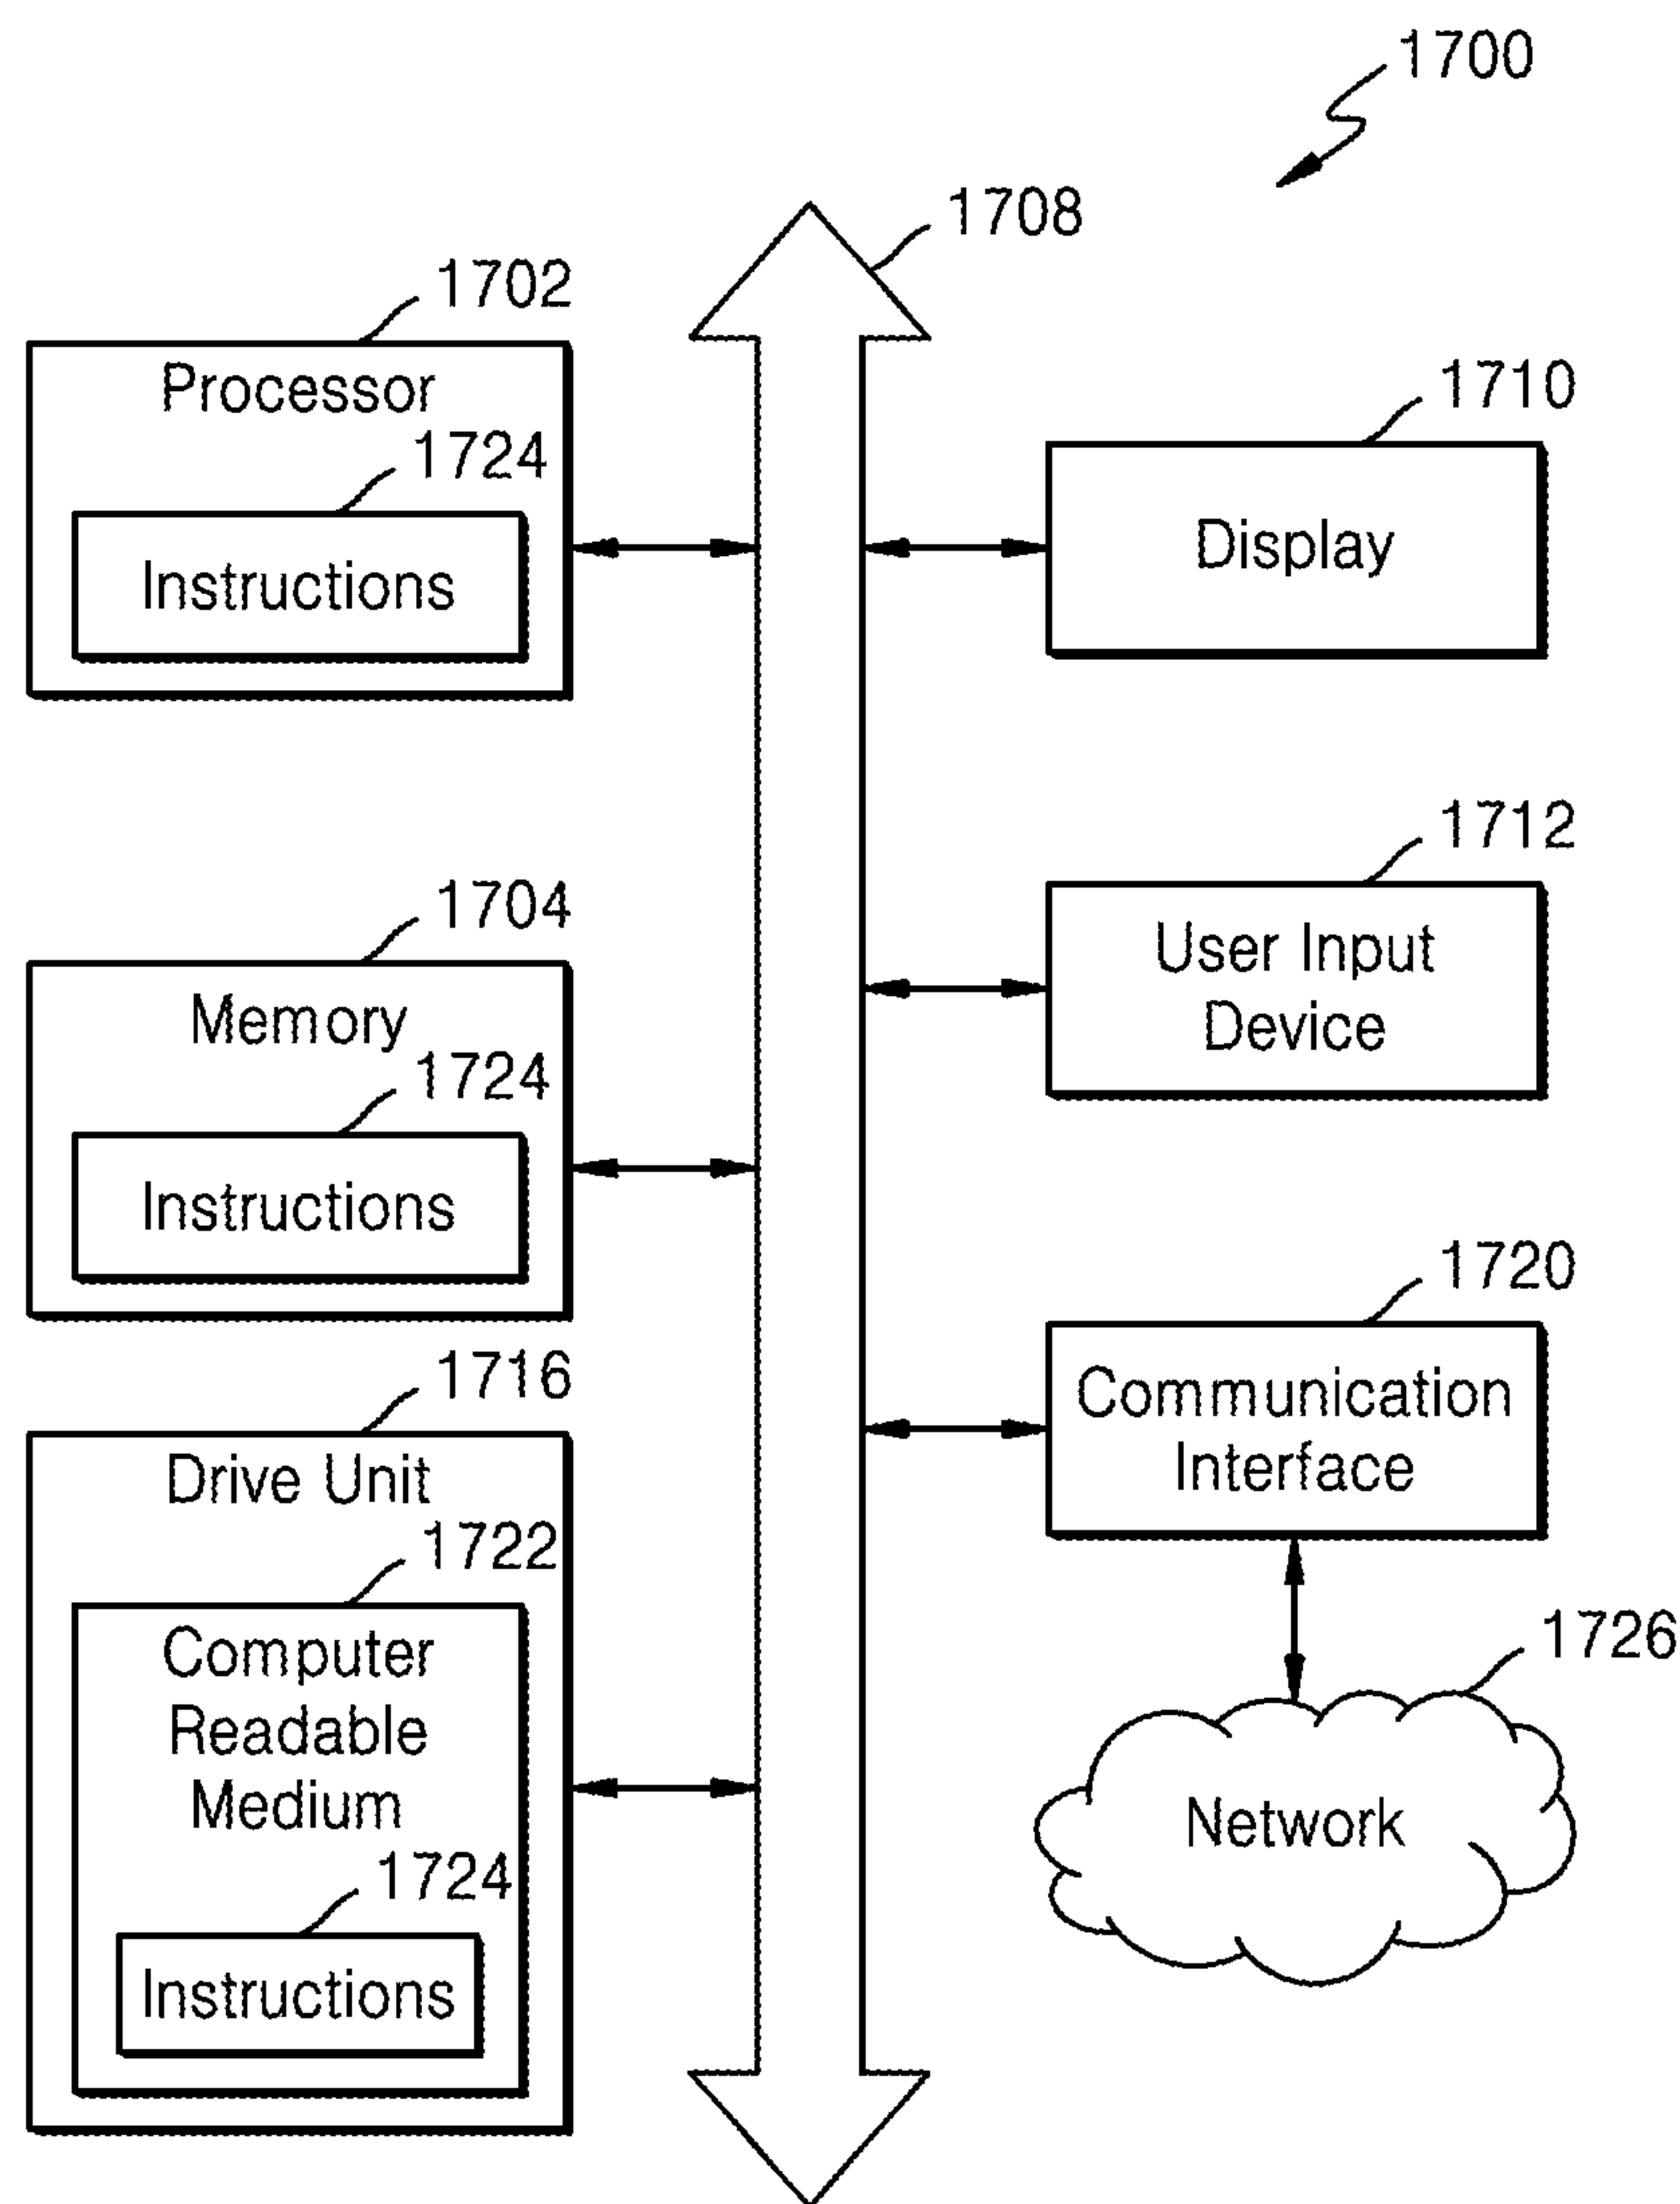 1700
1708
1702
Processor
1724
Instructions
1710
Display
1712
User Input
Device
1704
Memory
1724
Instructions
1720
Communication
Interface
1716
Drive Unit
1722
Computer
Readable
Medium
1724
Instructions
1726
Network